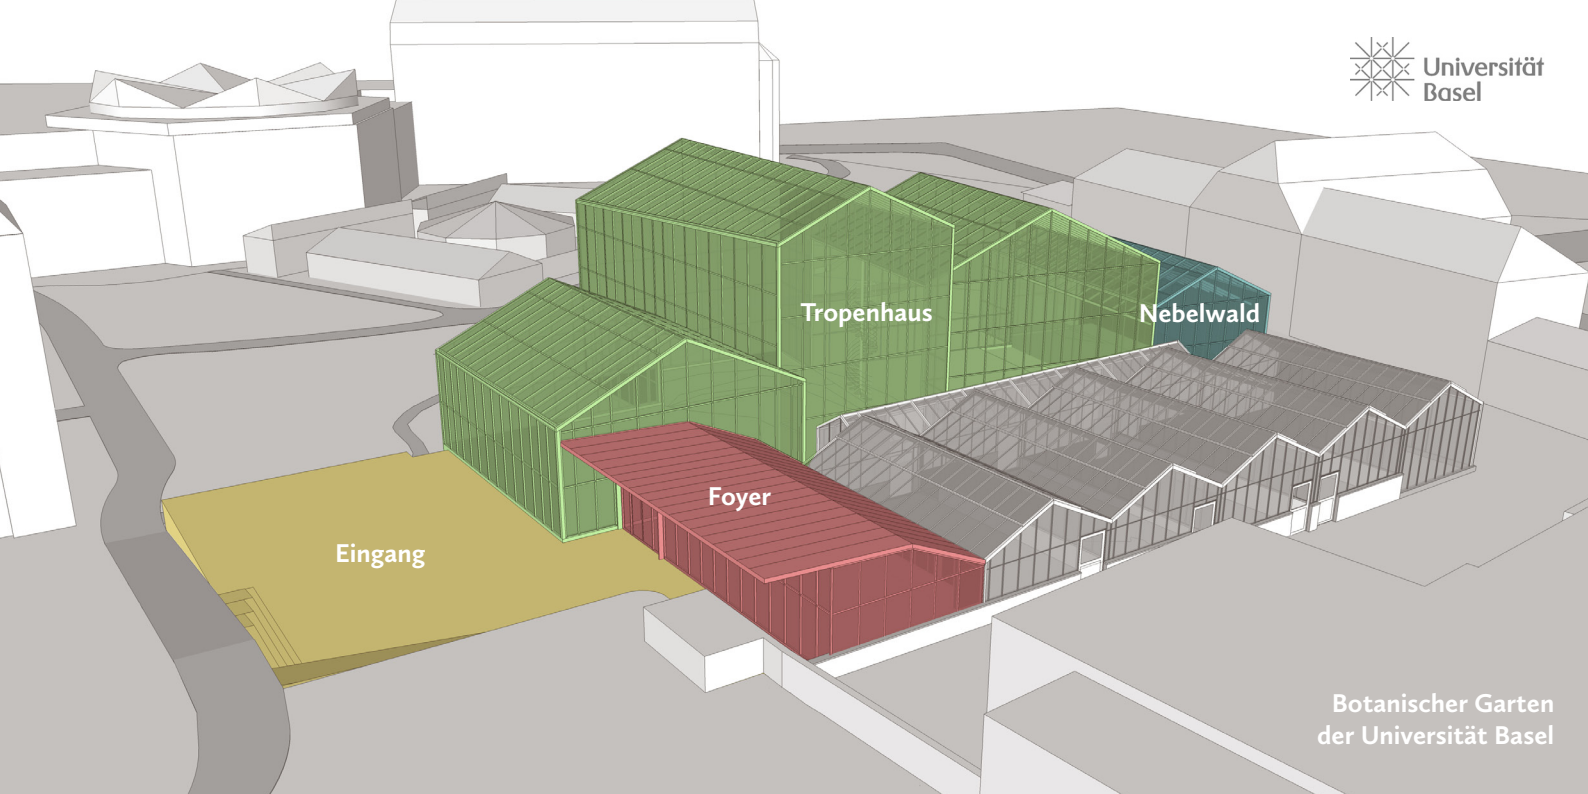 Universität
Basel
Tropenhaus
Nebelwald
Foyer
Eingang
Botanischer Garten
der Universität Basel